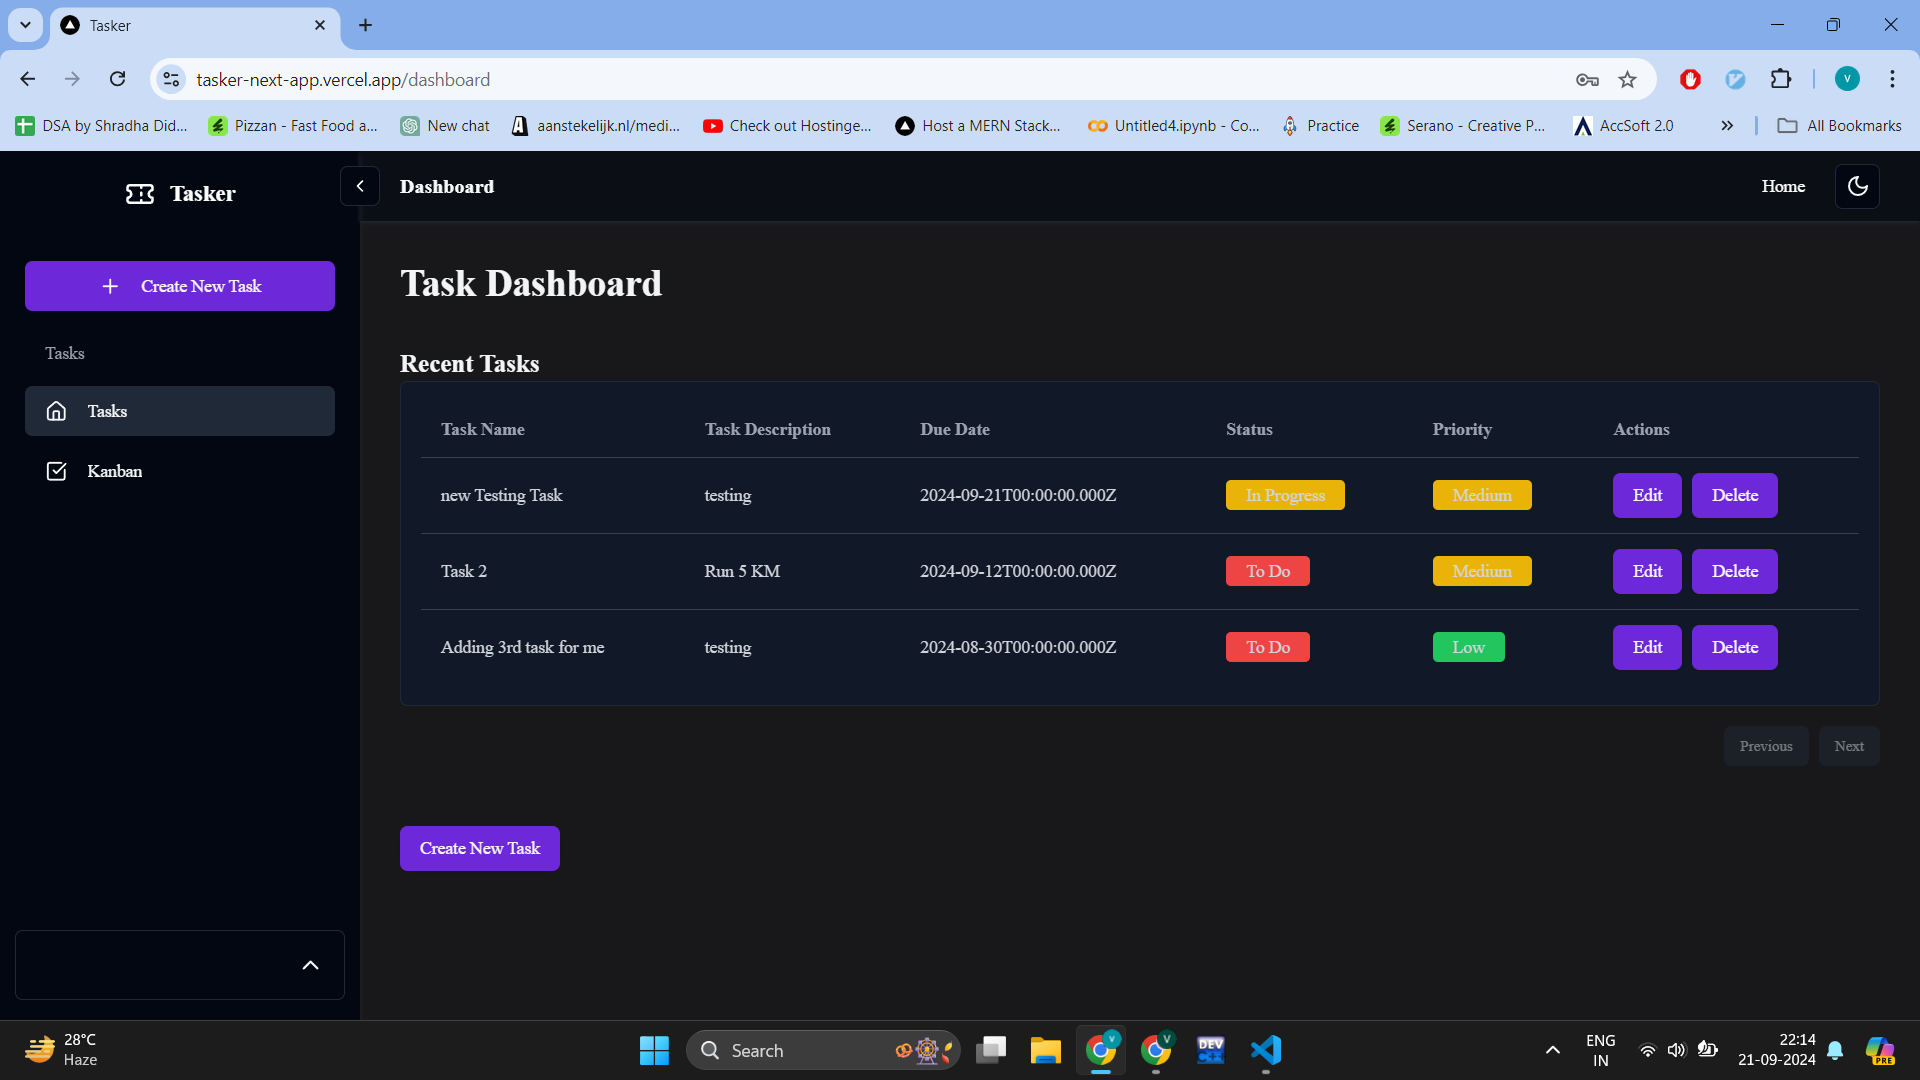 Tasker
tasker-next-app.vercel.app/dashboard
V
DSA by Shradha Did...
Pizzan - Fast Food a...
New chat
aanstekelijk.nl/medi...
Check out Hostinge...
Host a MERN Stack...
Untitled4.ipynb - Co...
Practice
Serano - Creative P...
AccSoft 2.0
All Bookmarks
Tasker
Dashboard
Home
Create New Task
Tasks
Tasks
Kanban
Task Dashboard
Recent Tasks
Task Name Task Description Due Date Status Priority Actions
new Testing Task testing 2024-09-21T00:00:00.000Z In Progress Medium Edit Delete
Task 2 Run 5 KM 2024-09-12T00:00:00.000Z To Do Medium Edit Delete
Adding 3rd task for me testing 2024-08-30T00:00:00.000Z To Do Low Edit Delete
Previous Next
Create New Task
28°C
Haze
Search
V
V
DEV
ENG
IN
22:14
21-09-2024
PRE